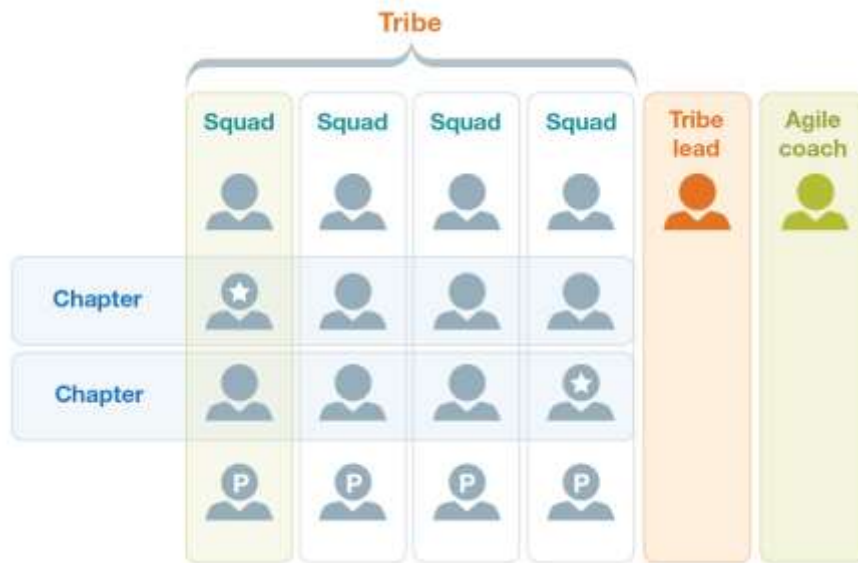 Tribe
Squad Squad Squad Squad Tribe lead Agile coach
Chapter
Chapter
P P P P